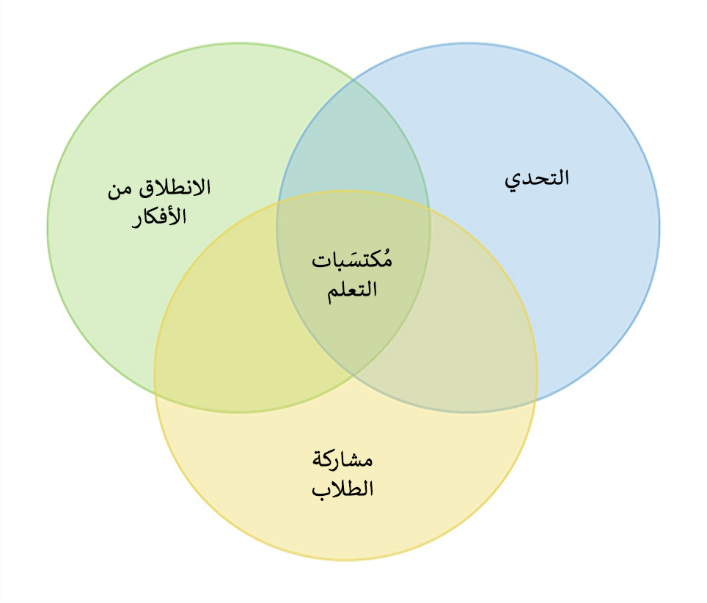 التحدي
الانطلاق من
الأفكار
مُكتسَبات
التعلم
مشاركة
الطلاب